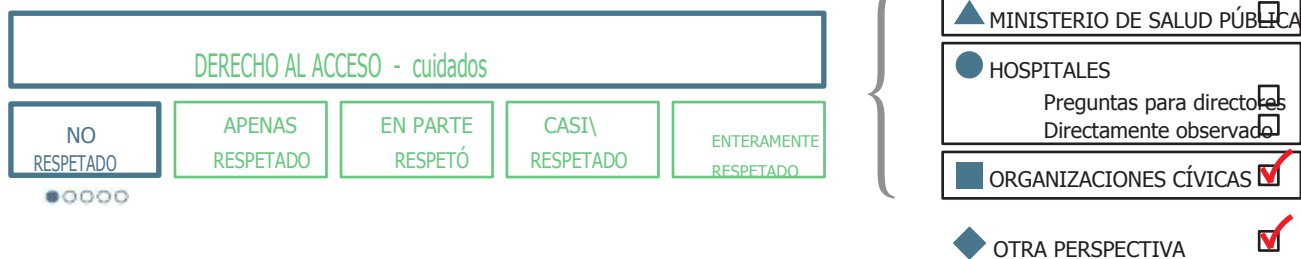 DERECHO AL ACCESO - cuidados
NO
RESPETADO
APENAS
RESPETADO
EN PARTE
RESPETÓ
CASI\
RESPETADO
ENTERAMENTE
RESPETADO
MINISTERIO DE SALUD PÚBLICA
HOSPITALES
Preguntas para directores
Directamente observado
ORGANIZACIONES CÍVICAS
OTRA PERSPECTIVA